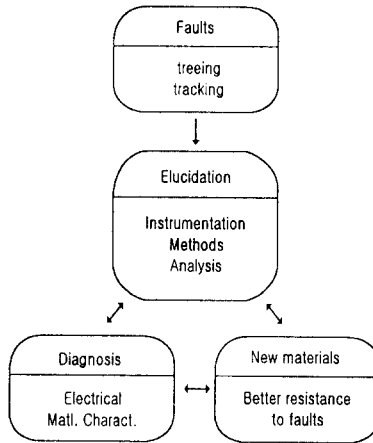 Faults
treeing
tracking
Elucidation
Instrumentation
Methods
Analysis
Diagnosis
Electrical
Matl. Charact.
New materials
Better resistance
to faults